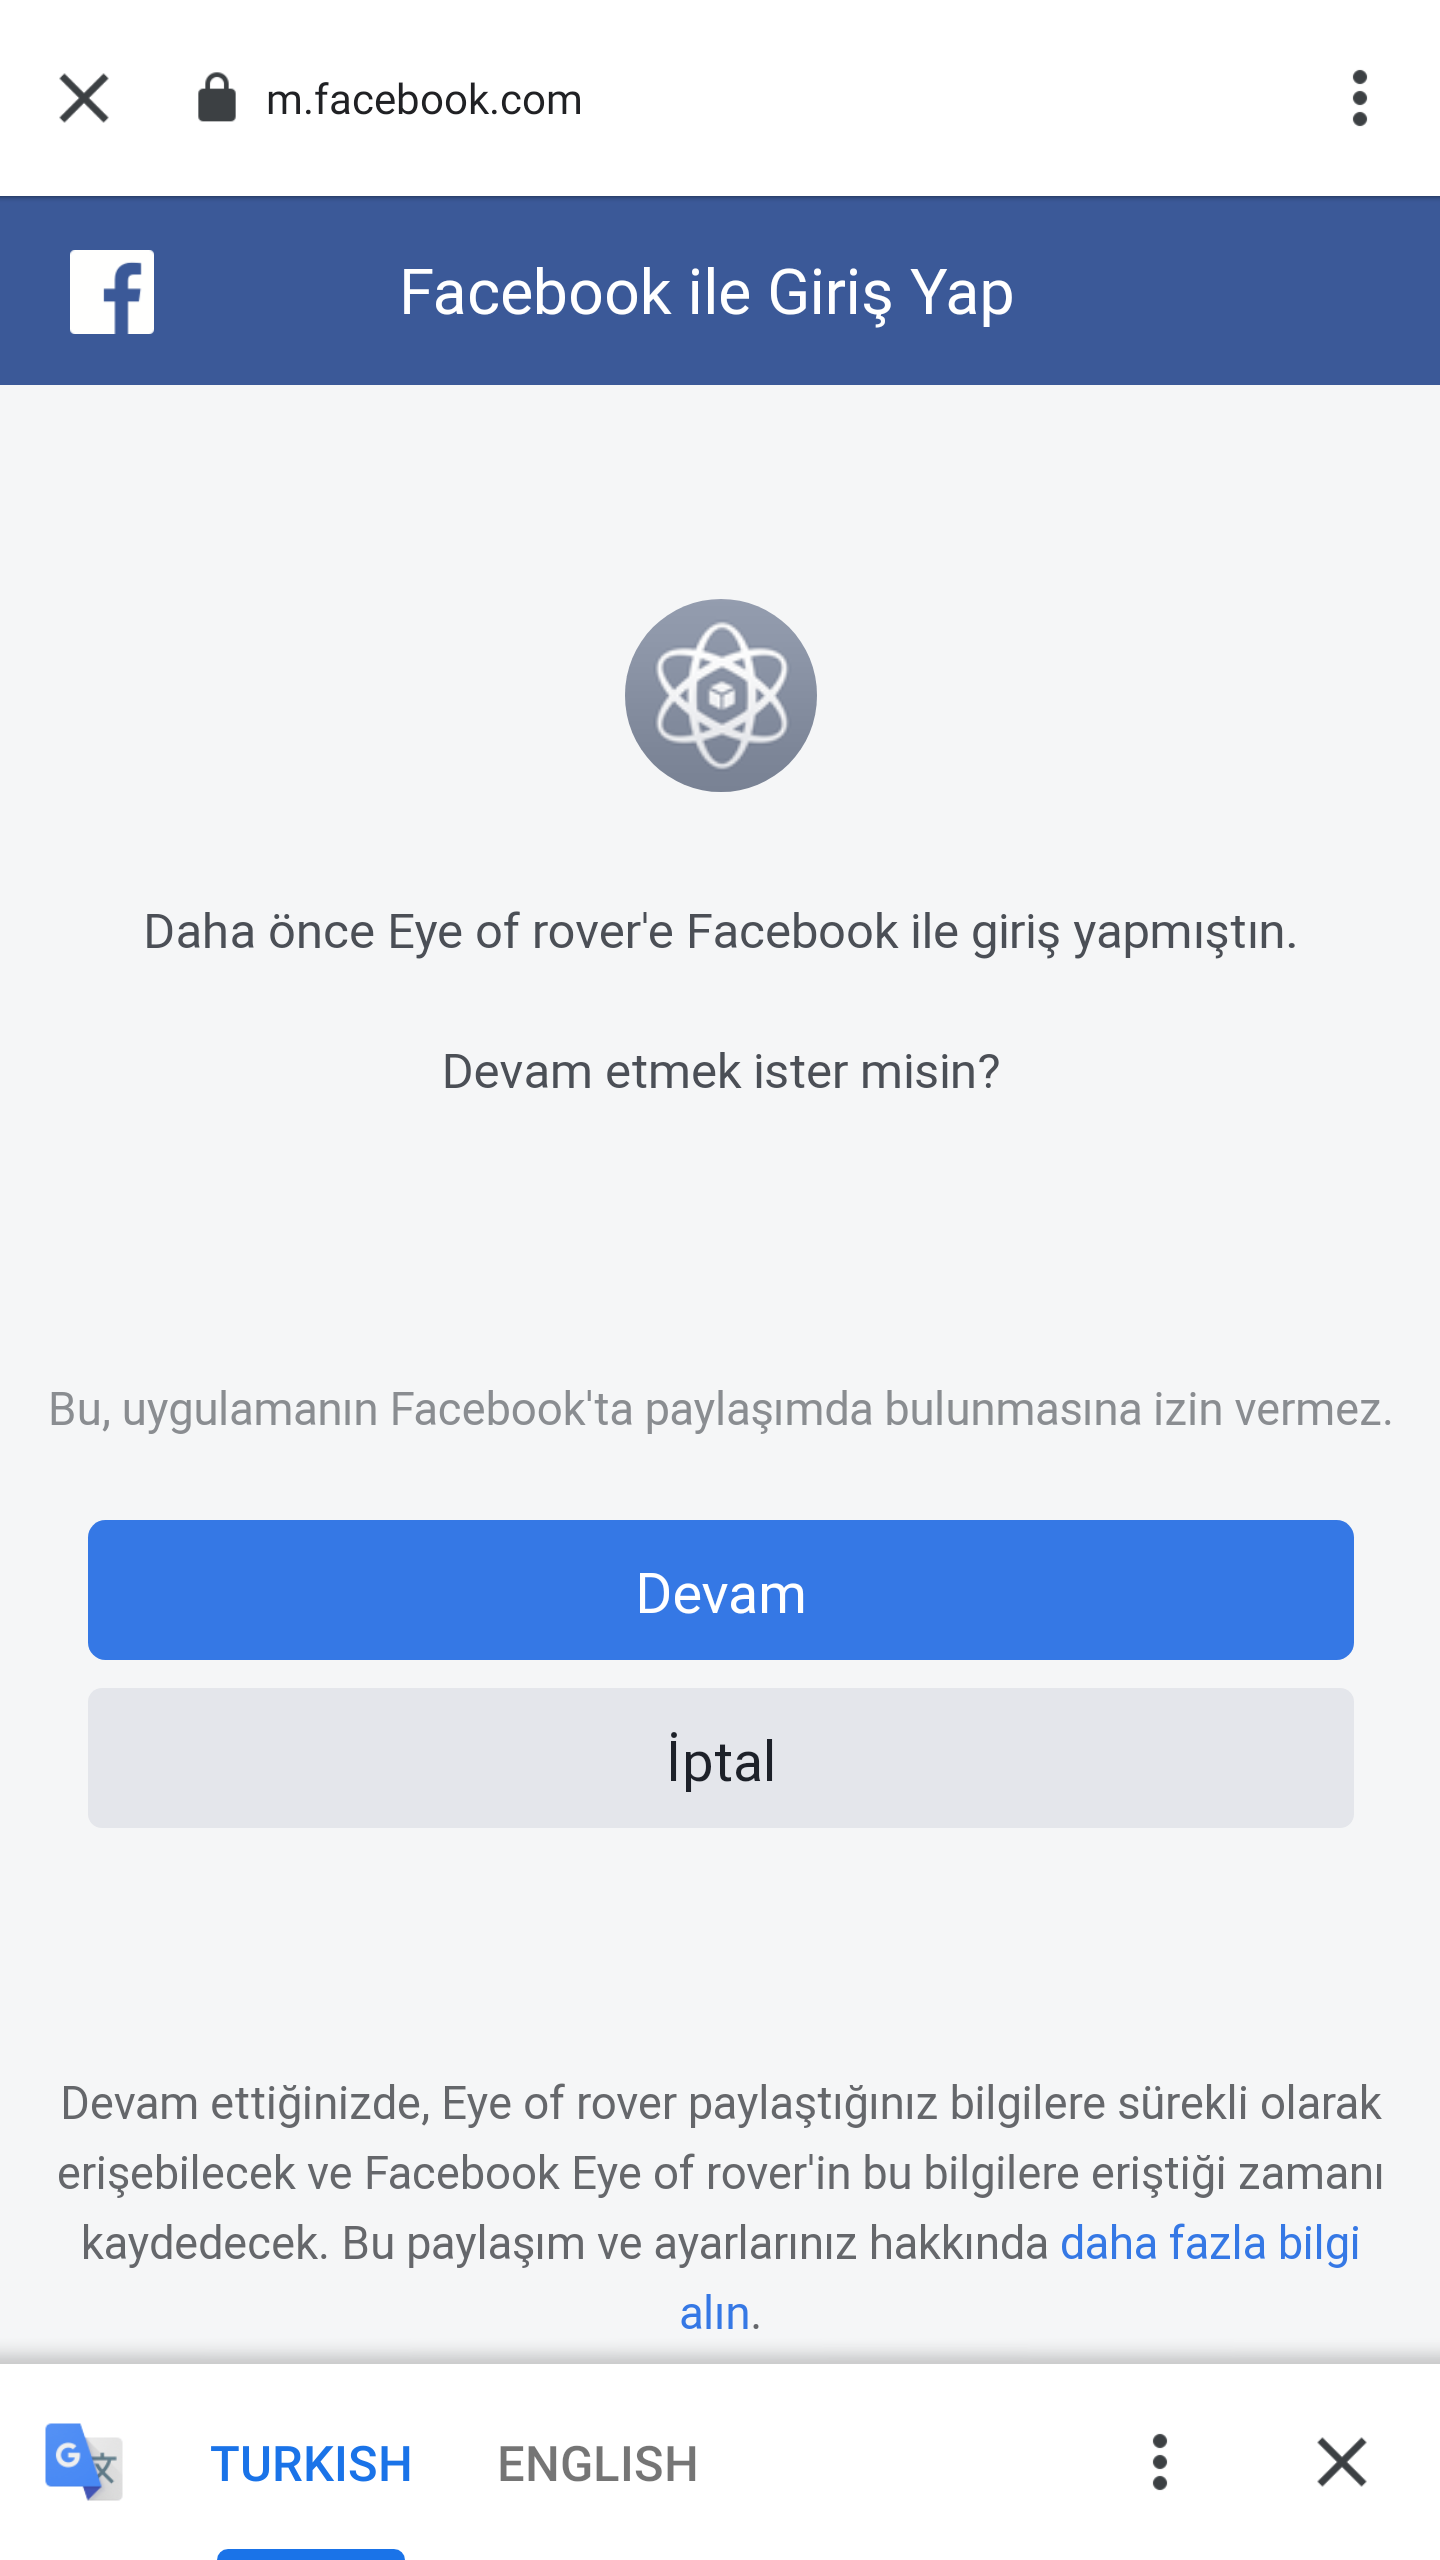 m.facebook.com
Facebook ile Giriş Yap
Daha önce Eye of rover'e Facebook ile giriş yapmıştın.
Devam etmek ister misin?
Bu, uygulamanın Facebook'ta paylaşımda bulunmasına izin vermez.
Devam
İptal
Devam ettiğinizde, Eye of rover paylaştığınız bilgilere sürekli olarak
erişebilecek ve Facebook Eye of rover'in bu bilgilere eriştiği zamanı
kaydedecek. Bu paylaşım ve ayarlarınız hakkında daha fazla bilgi
alın.
TURKISH ENGLISH